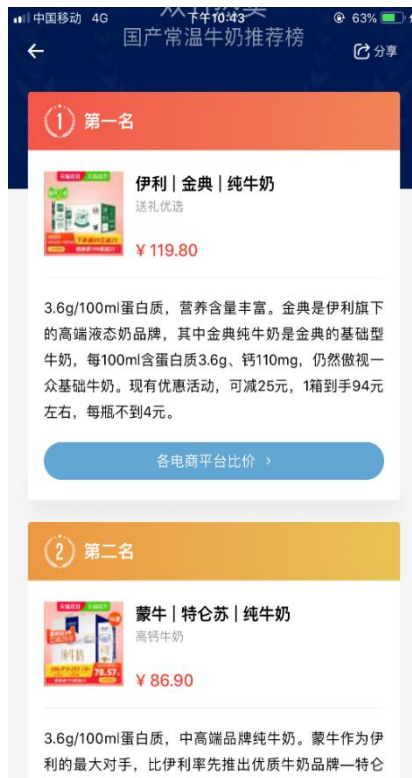 中国移动 4G 下午10:43 63%
国产常温牛奶推荐榜
分享
1 第一名
伊利 | 金典 | 纯牛奶
送礼优选
¥ 119.80
3.6g/100ml蛋白质，营养含量丰富。金典是伊利旗下
的高端液态奶品牌，其中金典纯牛奶是金典的基础型
牛奶，每100ml含蛋白质3.6g、钙110mg，仍然傲视一
众基础牛奶。现有优惠活动，可减25元，1箱到手94元
左右，每瓶不到4元。
各电商平台比价 >
2 第二名
蒙牛 | 特仑苏 | 纯牛奶
高钙牛奶
¥ 86.90
3.6g/100ml蛋白质，中高端品牌纯牛奶。蒙牛作为伊
利的最大对手，比伊利率先推出优质牛奶品牌—特仑